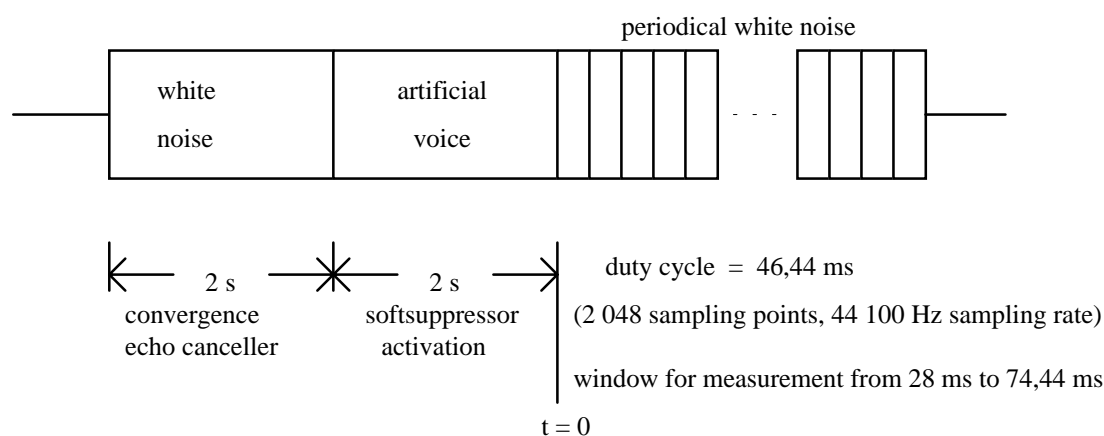 periodical white noise
white
noise
artificial
voice
- - - -
2 s
convergence
echo canceller
2 s
softsuppressor
activation
duty cycle = 46,44 ms
(2 048 sampling points, 44 100 Hz sampling rate)
window for measurement from 28 ms to 74,44 ms
t = 0